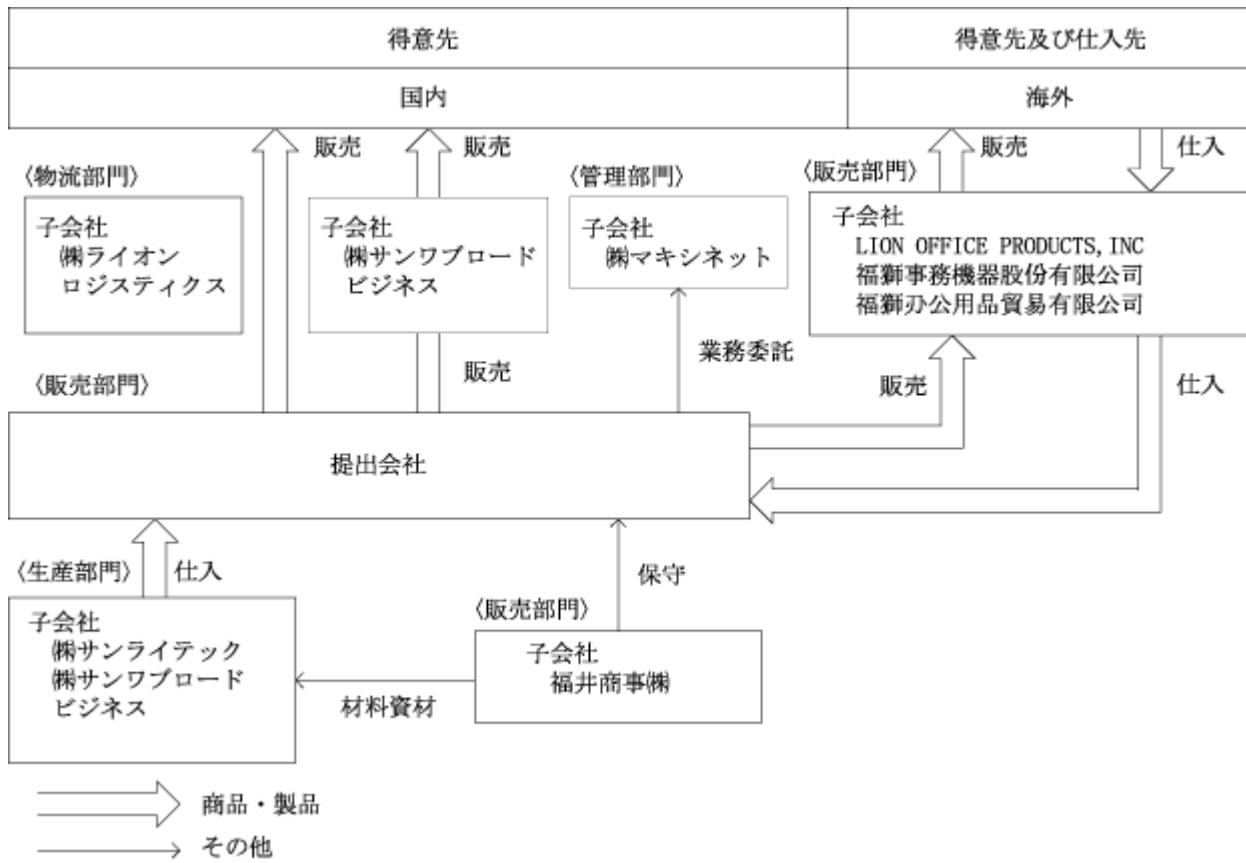 得意先
得意先及び仕入先
国内
海外
販売
販売
販売
仕入
〈物流部門〉
〈管理部門〉
〈販売部門〉
子会社
㈱ライオン
ロジスティクス
子会社
㈱サンワブロード
ビジネス
子会社
㈱マキシネット
子会社
LION OFFICE PRODUCTS,INC
福獅事務機器股份有限公司
福獅办公用品貿易有限公司
業務委託
〈販売部門〉
販売
販売
仕入
提出会社
〈生産部門〉
仕入
保守
〈販売部門〉
子会社
㈱サンライテック
㈱サンワブロード
ビジネス
子会社
福井商事㈱
材料資材
商品・製品
その他